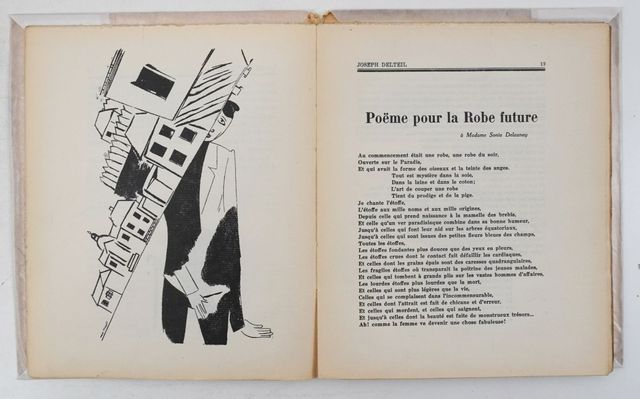 JOSEPH DELTEIL 13
Poëme pour la Robe future
à Madame Sonia Delaunay
Au commencement était une robe, une robe du soir,
Ouverte sur le Paradis,
Et qui avait la forme des oiseaux et la teinte des anges.
Tout est mystère dans la soie,
Dans la laine et dans le coton;
L'art de couper une robe
Tient du prodige et de la pige.
Je chante l'étoffe,
L'étoffe aux mille noms et aux mille origines,
Depuis celle qui prend naissance à la mamelle des brebis,
Et celle qu'un ver paradisiaque combine dans sa bonne humeur,
Jusqu'à celles qui font leur nid sur les arbres équatoriaux,
Jusqu'à celles qui sont issues des petites fleurs bleues des champs,
Toutes les étoffes,
Les étoffes fondantes plus douces que des yeux en pleurs,
Les étoffes crues dont le contact fait défaillir les cardiaques,
Et celles dont les grains épais sont des caresses quadrangulaires,
Les fragiles étoffes où transparaît la poitrine des jeunes malades,
Et celles qui tombent à grands plis sur les vastes hommes d'affaires,
Les lourdes étoffes plus lourdes que la mort,
Et celles qui sont plus légères que la vie,
Celles qui se complaisent dans l'incommensurable,
Et celles dont l'attrait est fait de chicane et d'erreur,
Et celles qui mordent, et celles qui saignent,
Et jusqu'à celles dont la beauté est faite de monstrueux trésors...
Ah! comme la femme va devenir une chose fabuleuse!